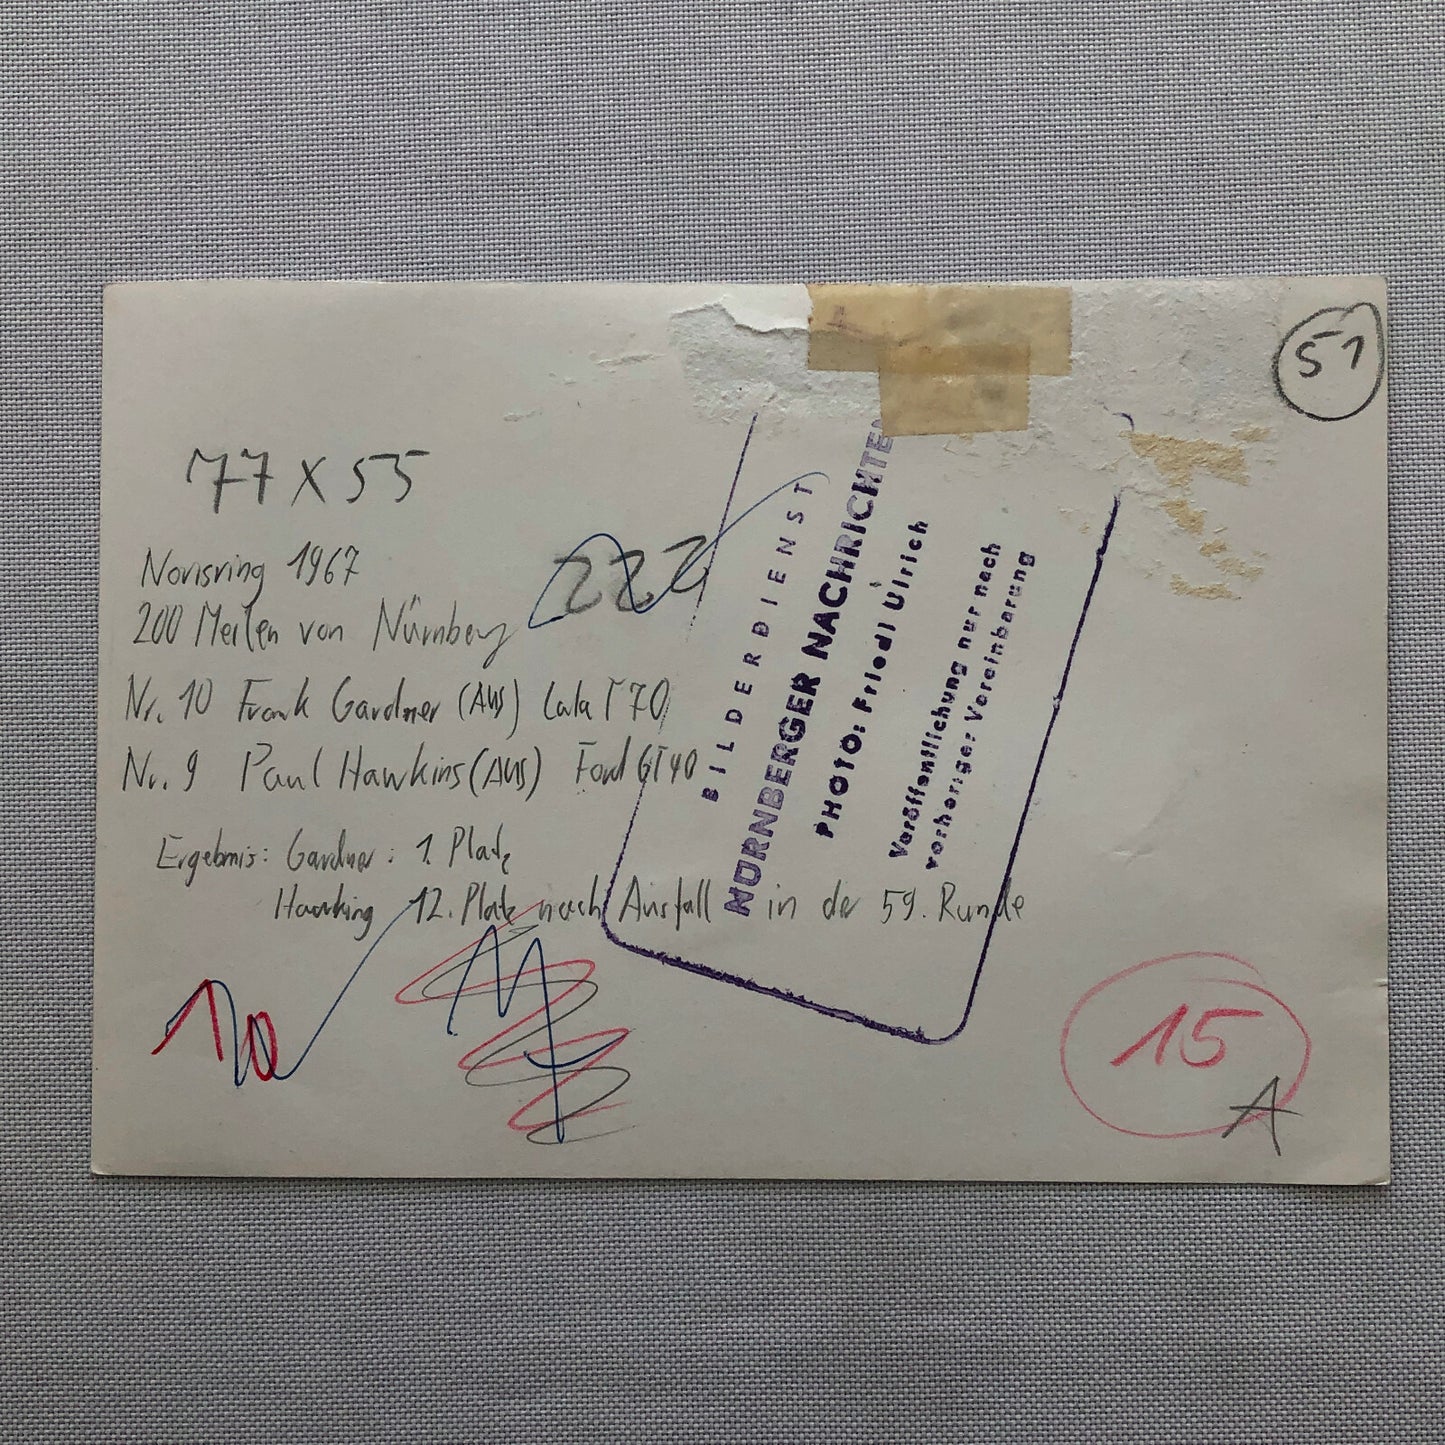 51
77 x 55
Norisring 1967
200 Meilen von Nürnberg
222
Nr. 10 Frank Gardner (AUS) Lola T70
Nr. 9 Paul Hawkins (AUS) Ford GT40
Ergebnis: Gardner: 1. Platz
Hawking 12. Platz nach Ausfall in der 59. Runde
BILDERDIENST
NÜRNBERGER NACHRICHTEN
PHOTO: Friedl Ulrich
Veröffentlichung nur nach
vorheriger Vereinbarung
10
15
A